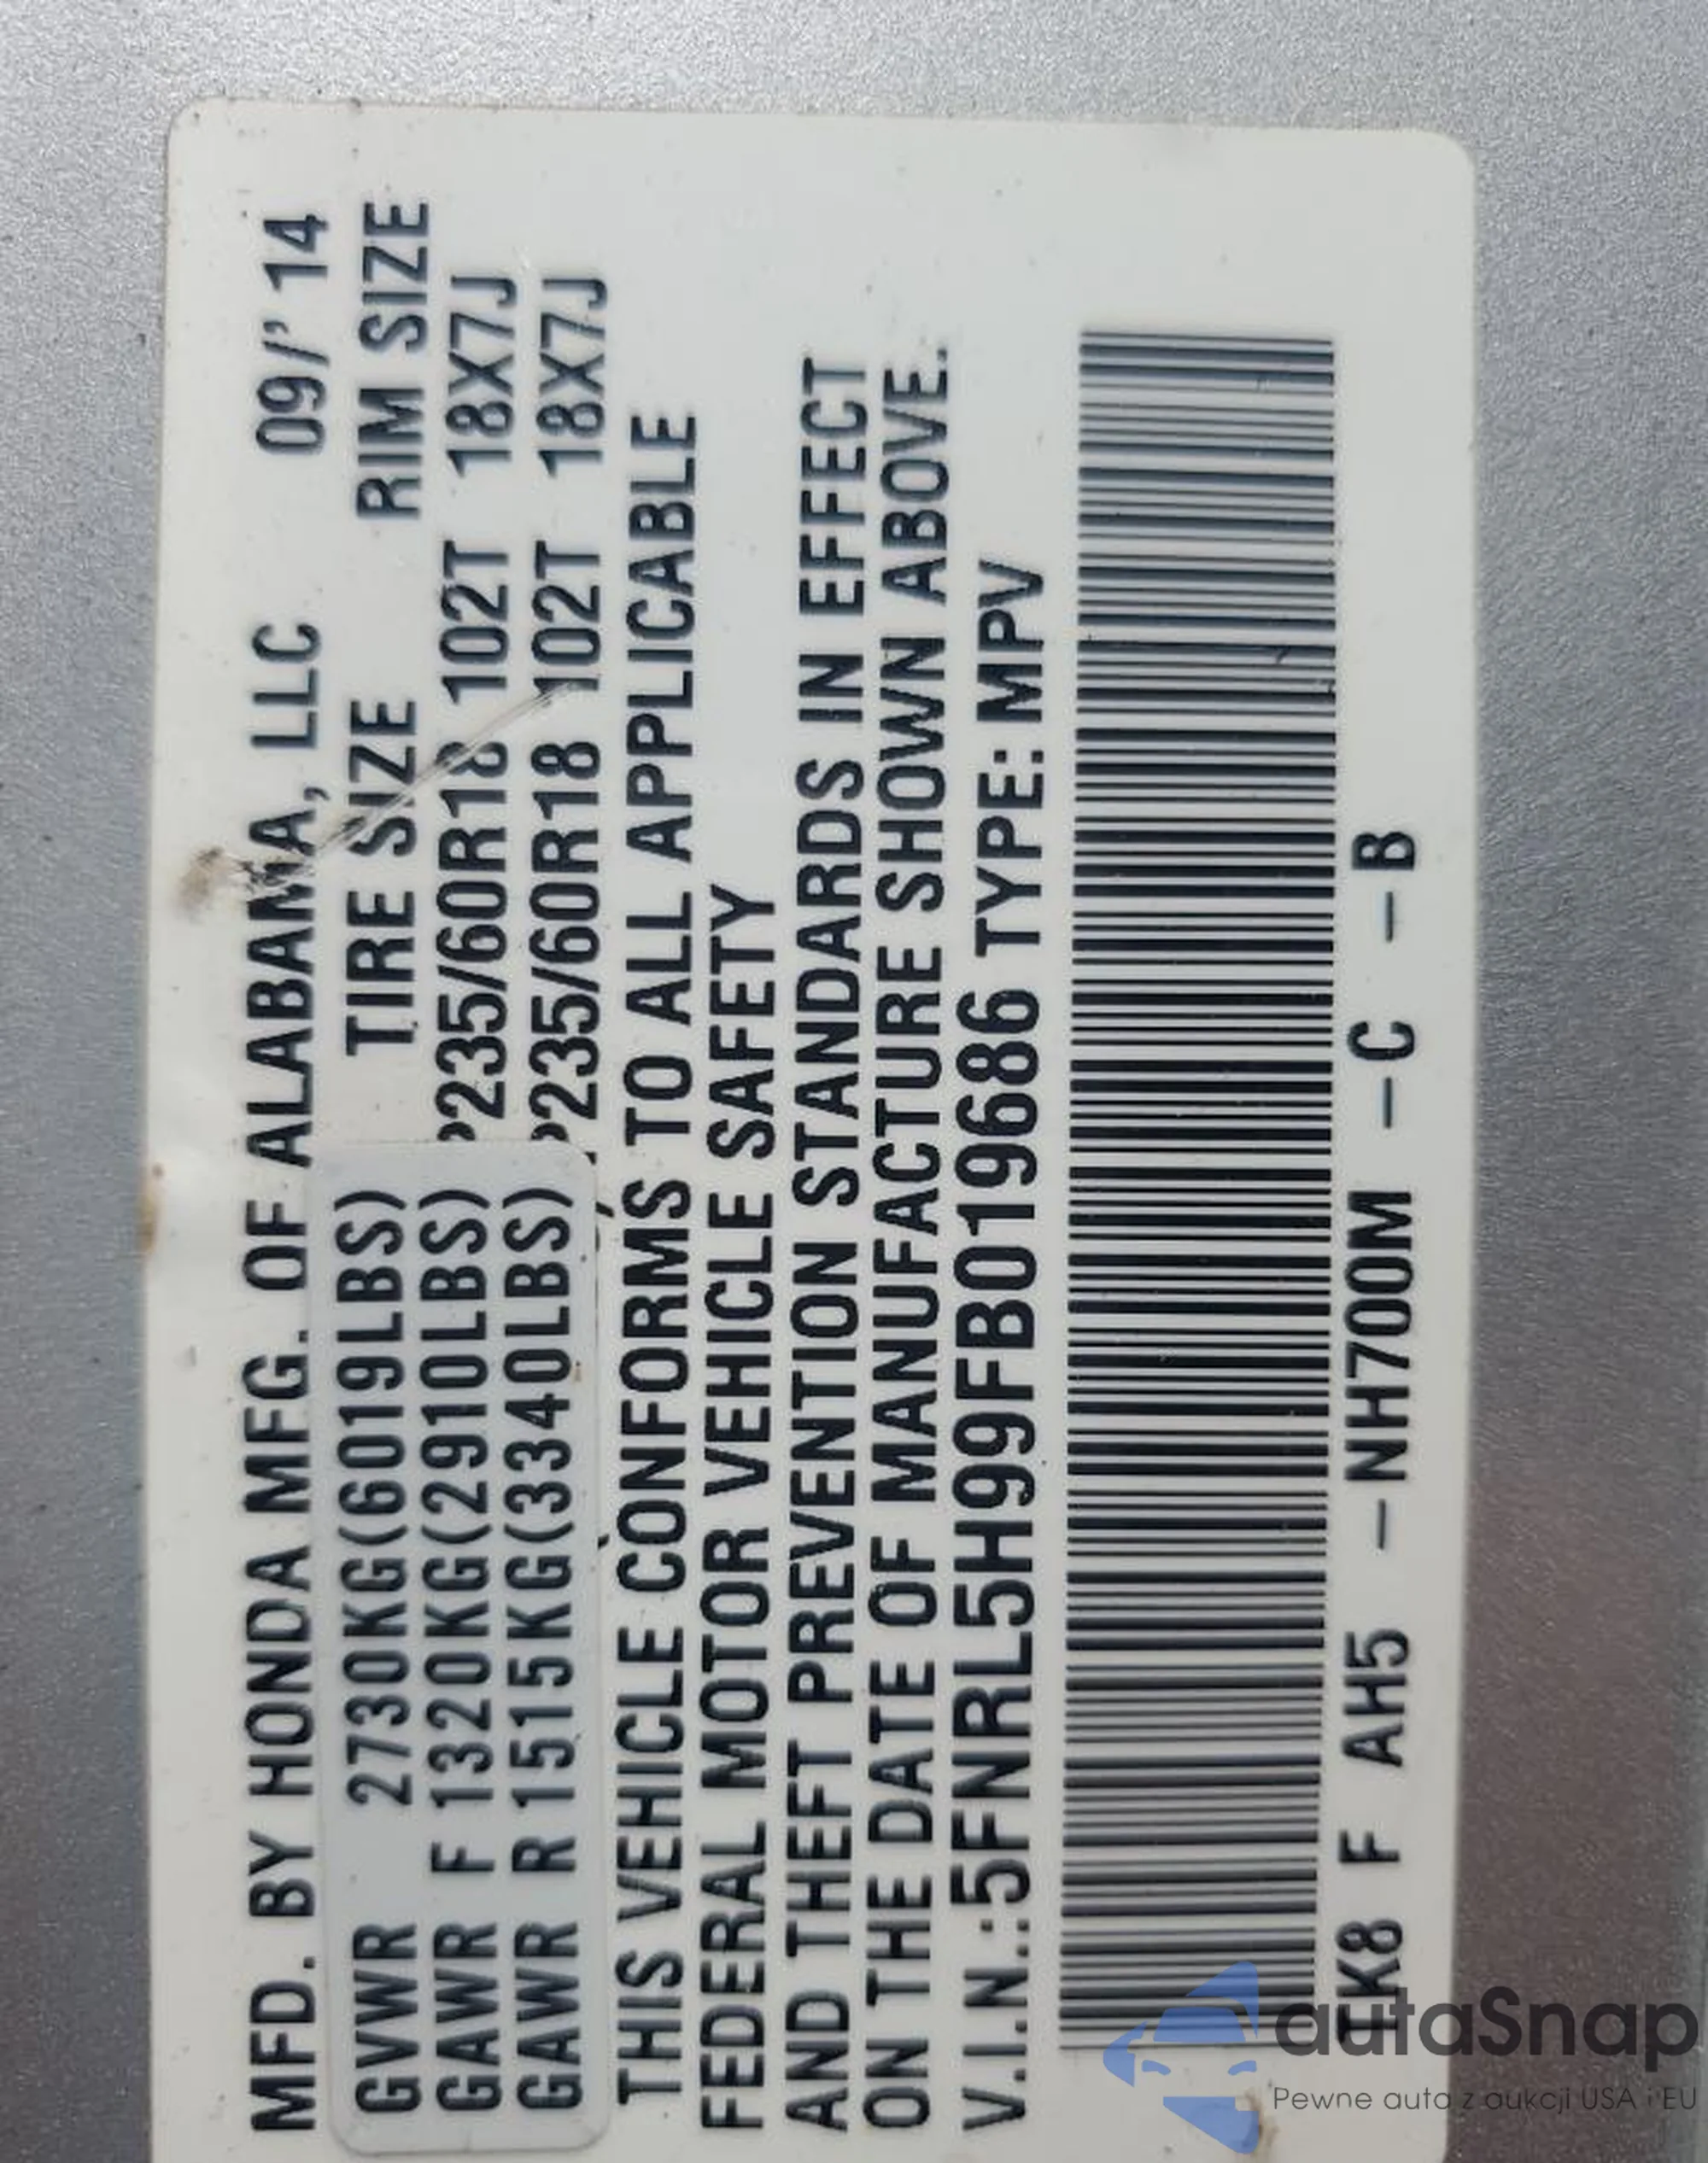 MFD. BY HONDA MFG. OF ALABAMA, LLC 09/'14
TIRE SIZE RIM SIZE
GVWR 2730KG(6019LBS)
GAWR F 1320KG(2910LBS) P235/60R18 102T 18X7J
GAWR R 1515KG(3340LBS) P235/60R18 102T 18X7J
THIS VEHICLE CONFORMS TO ALL APPLICABLE
FEDERAL MOTOR VEHICLE SAFETY
AND THEFT PREVENTION STANDARDS IN EFFECT
ON THE DATE OF MANUFACTURE SHOWN ABOVE.
V.I.N.:5FNRL5H99FB019686 TYPE:MPV
TK8 F AH5 -NH700M -C -B
autaSnap
Pewne auta z aukcji USA i EU